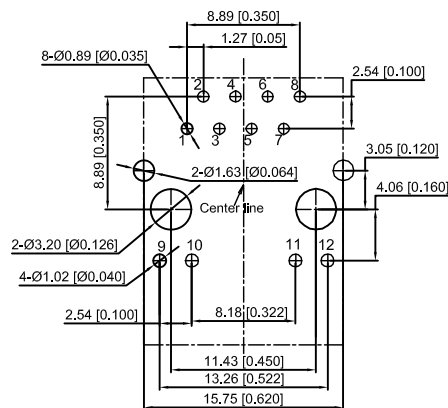 8.89 [0.350]
1.27 [0.05]
8-Ø0.89 [Ø0.035]
2 4 6 8
2.54 [0.100]
1 3 5 7
8.89 [0.350]
3.05 [0.120]
2-Ø1.63 [Ø0.064]
4.06 [0.160]
Center line
2-Ø3.20 [Ø0.126]
9 10 11 12
4-Ø1.02 [Ø0.040]
2.54 [0.100]
8.18 [0.322]
11.43 [0.450]
13.26 [0.522]
15.75 [0.620]